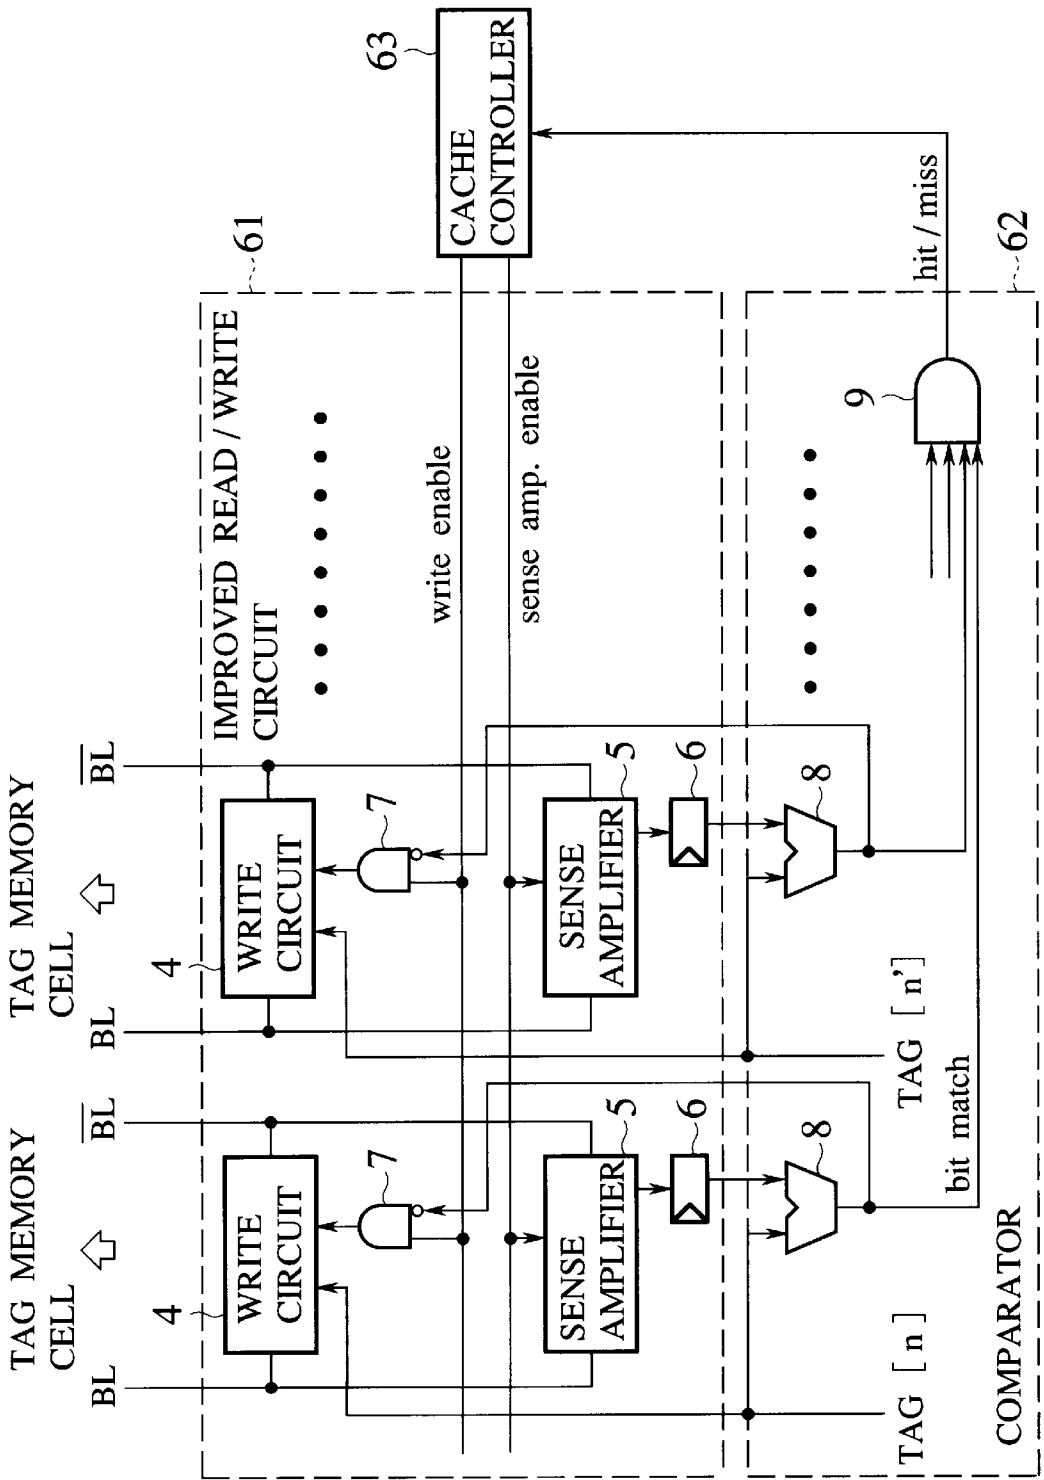 TAG MEMORY
CELL
TAG MEMORY
CELL
BL
B̅L̅
BL
B̅L̅
IMPROVED READ / WRITE
CIRCUIT
61
4
WRITE
CIRCUIT
4
WRITE
CIRCUIT
7
7
63
CACHE
CONTROLLER
write enable
sense amp. enable
SENSE
AMPLIFIER
5
SENSE
AMPLIFIER
5
6
6
8
8
9
hit / miss
TAG [ n ]
TAG [ n' ]
bit match
COMPARATOR
62